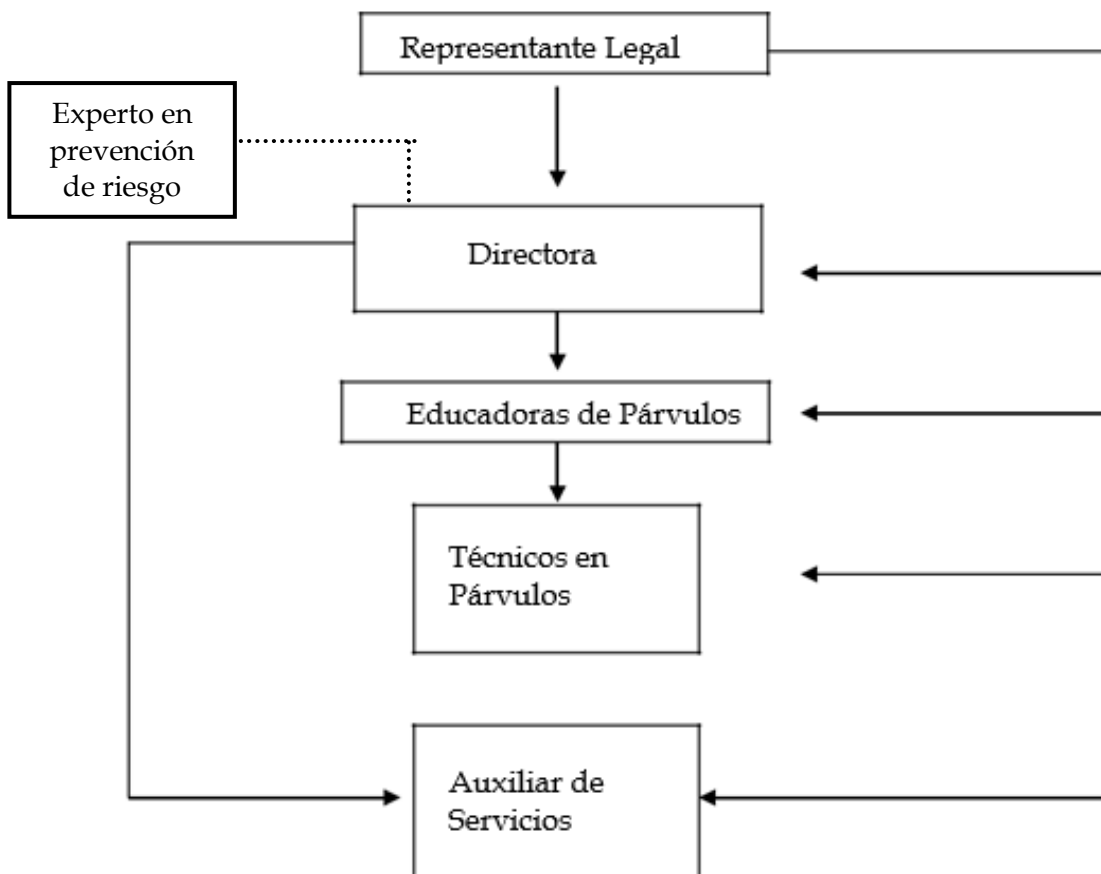 Representante Legal
Experto en
prevención
de riesgo
Directora
Educadoras de Párvulos
Técnicos en
Párvulos
Auxiliar de
Servicios